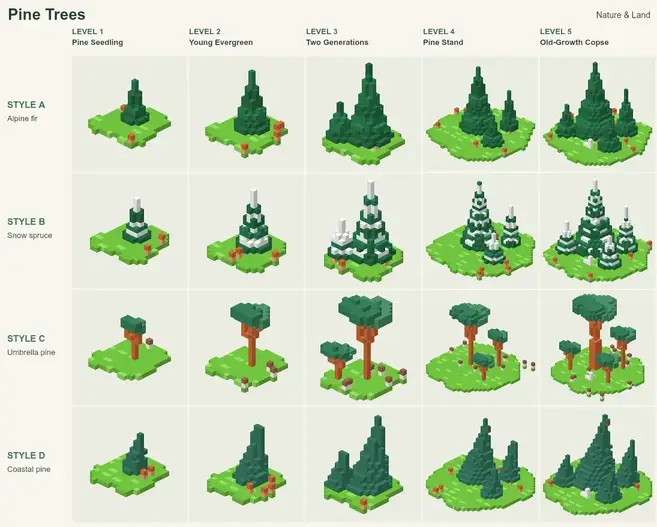 Pine Trees
Nature & Land
LEVEL 1
Pine Seedling
LEVEL 2
Young Evergreen
LEVEL 3
Two Generations
LEVEL 4
Pine Stand
LEVEL 5
Old-Growth Copse
STYLE A
Alpine fir
STYLE B
Snow spruce
STYLE C
Umbrella pine
STYLE D
Coastal pine